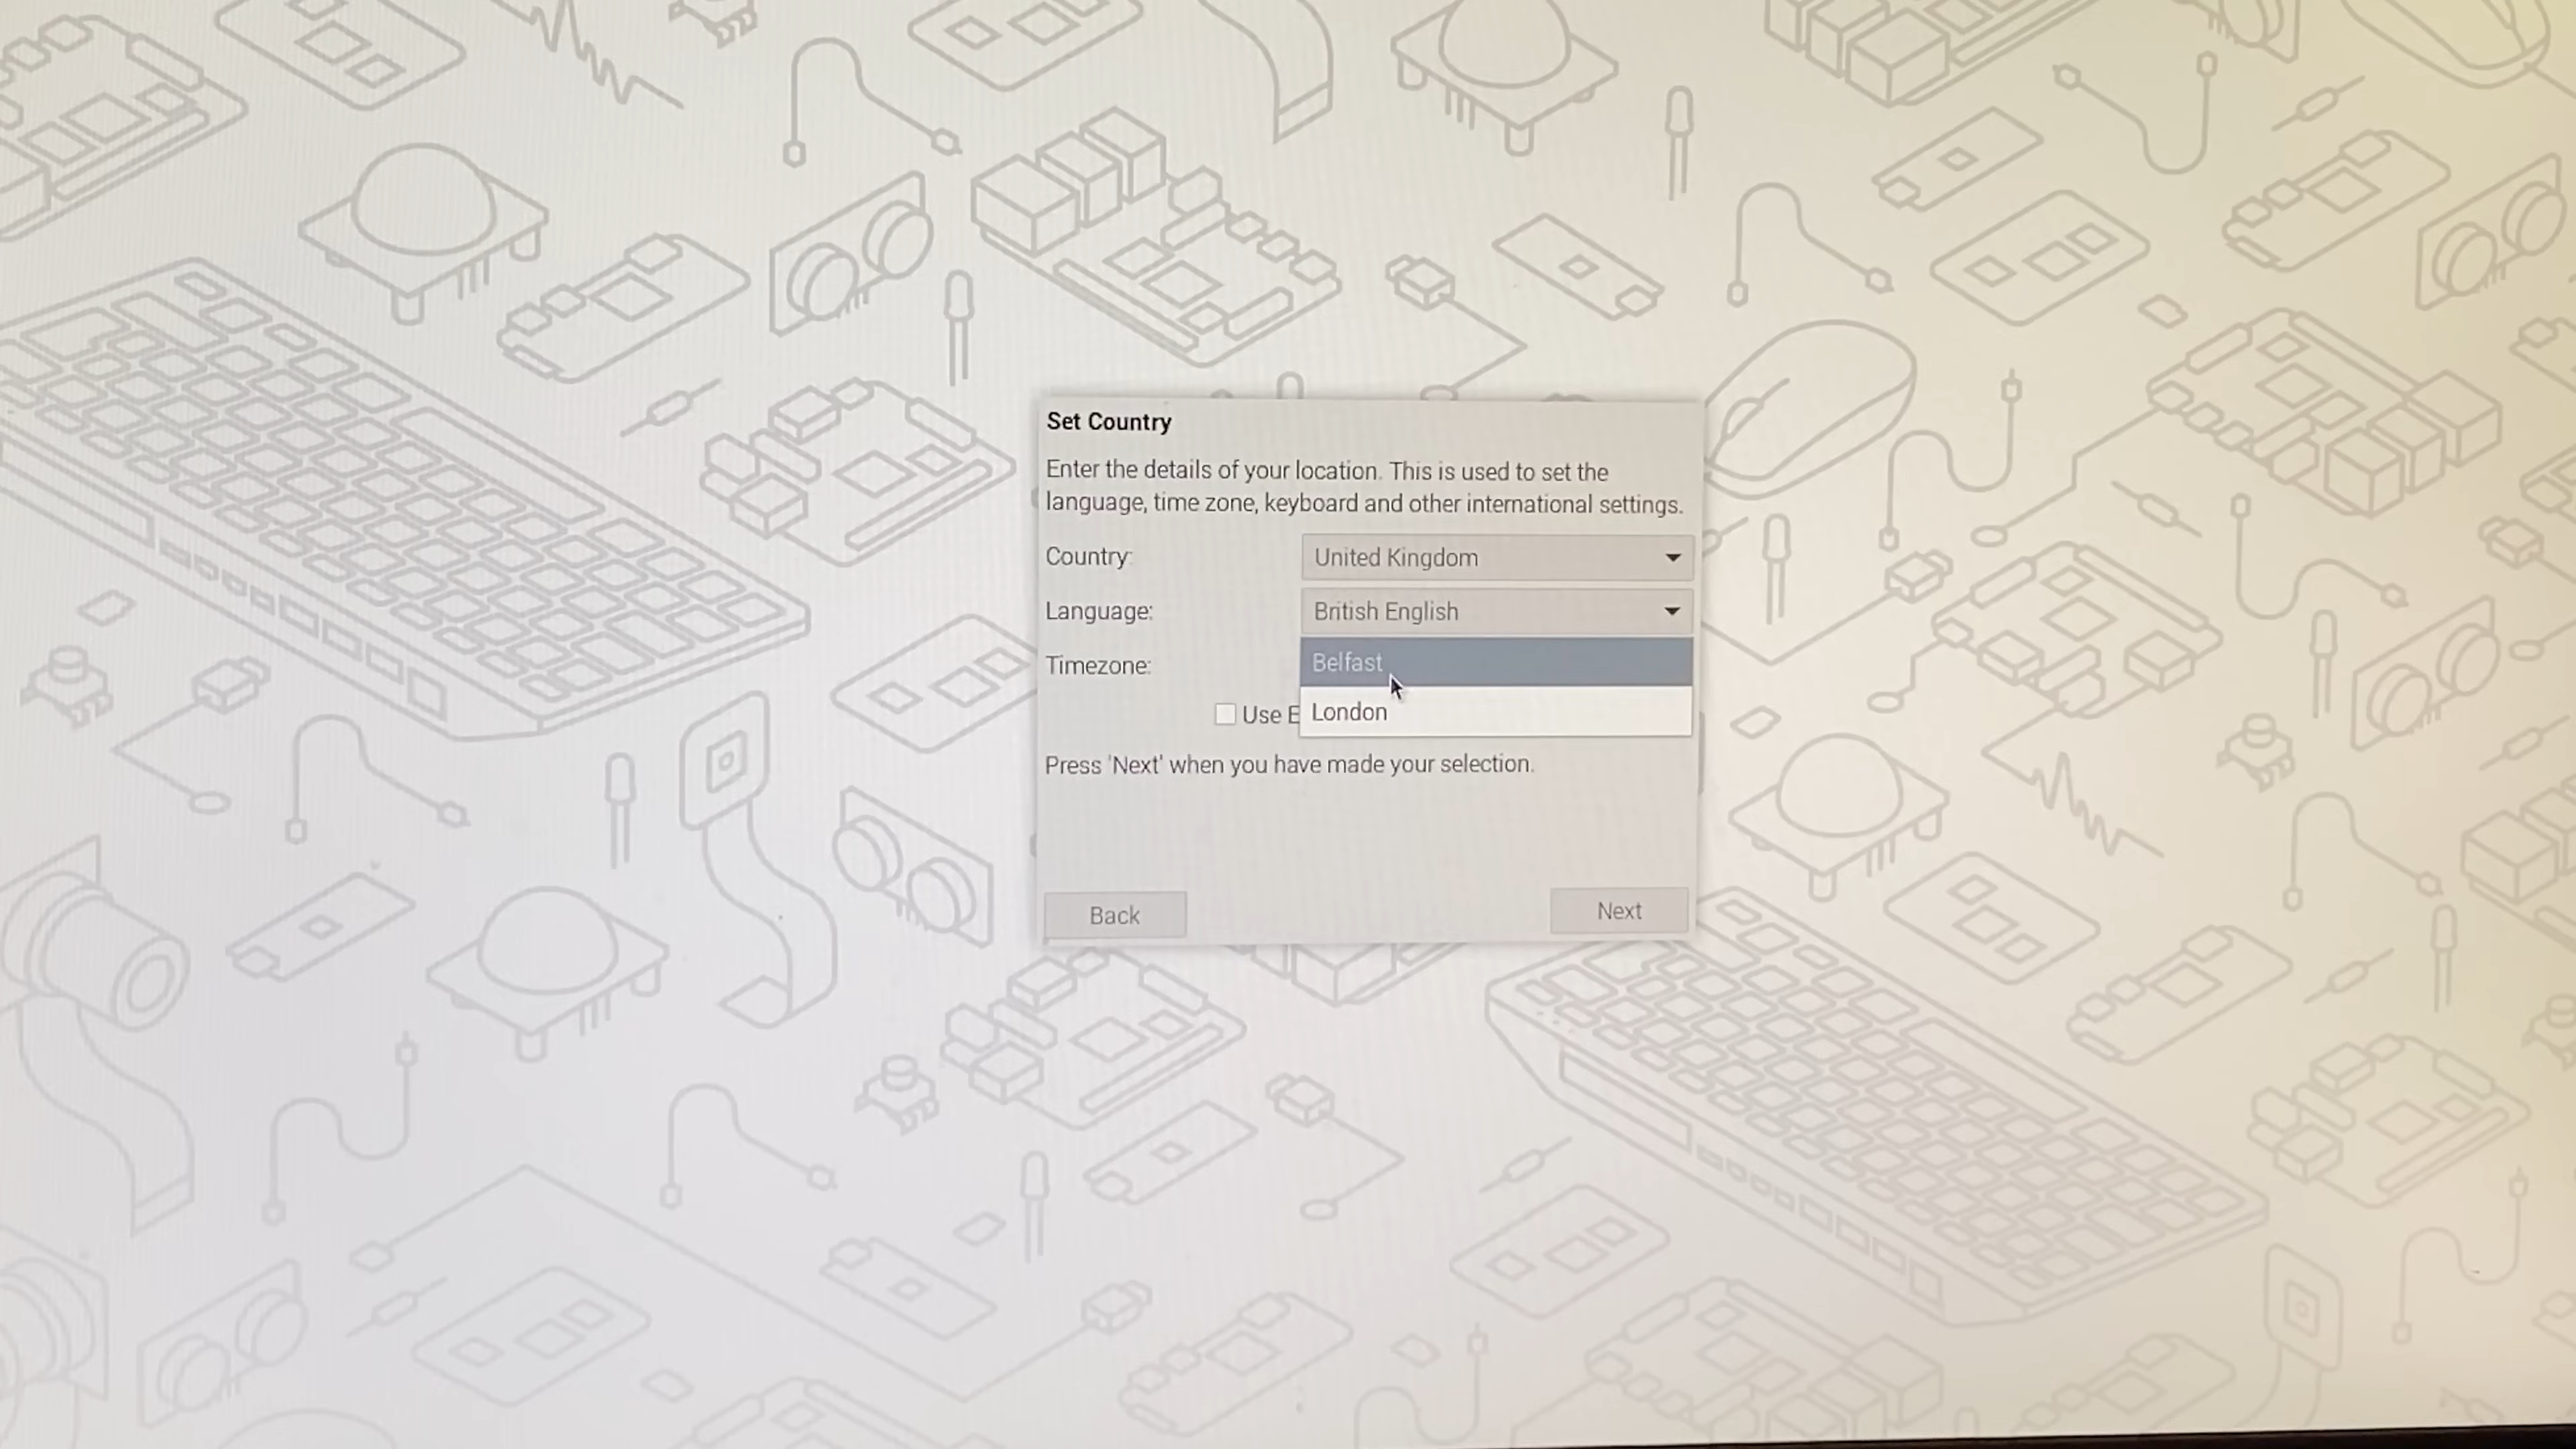 Set Country
Enter the details of your location. This is used to set the
language, time zone, keyboard and other international settings.
Country:
United Kingdom
Language:
British English
Timezone:
Belfast
Use E
London
Press 'Next' when you have made your selection.
Back
Next